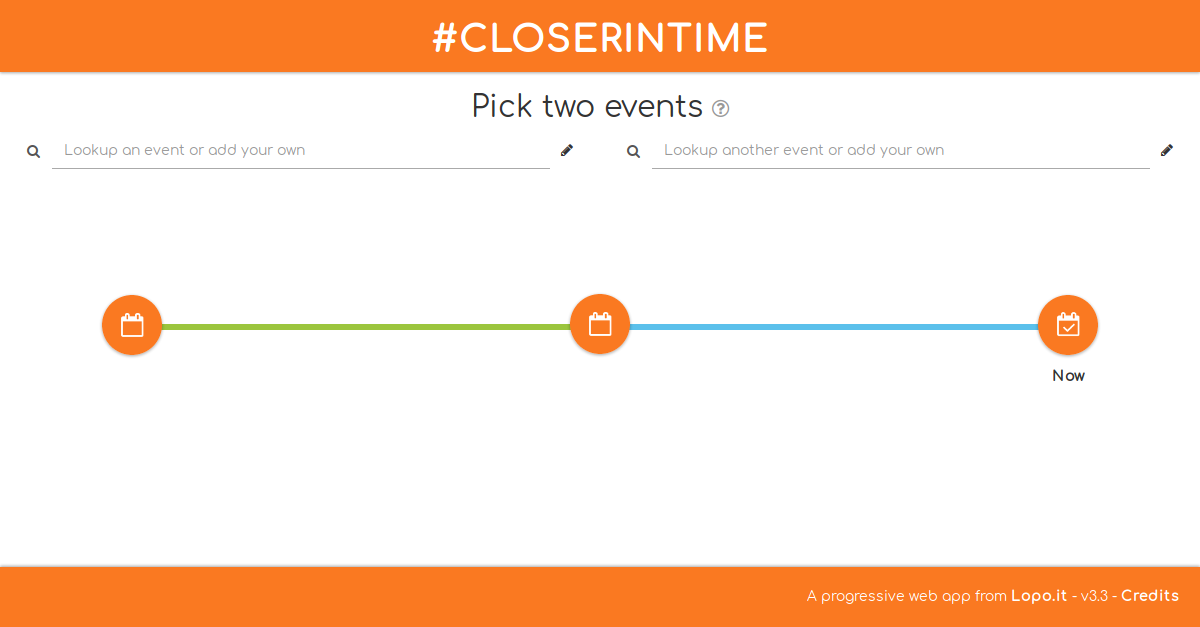 #CLOSERINTIME
Pick two events
Lookup an event or add your own
Lookup another event or add your own
Now
A progressive web app from Lopo.it - v3.3 - Credits